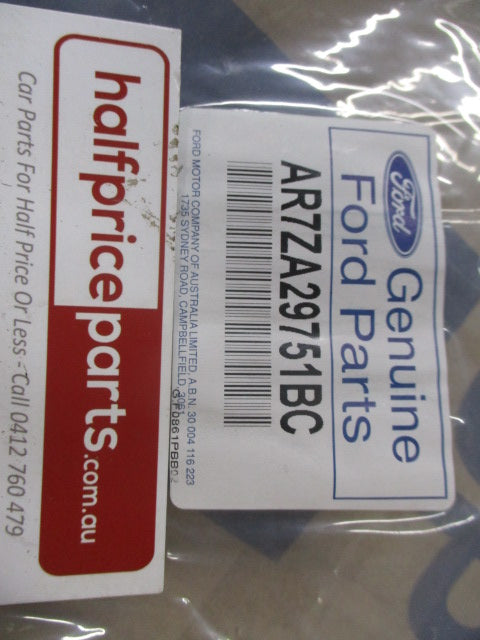 halfpriceparts.com.au
Car Parts For Half Price Or Less - Call 0412 760 479
Ford
Genuine
Ford Parts
AR7ZA29751BC
FORD MOTOR COMPANY OF AUSTRALIA LIMITED. A.B.N. 30 004 116 223
1735 SYDNEY ROAD, CAMPBELLFIELD, 3061